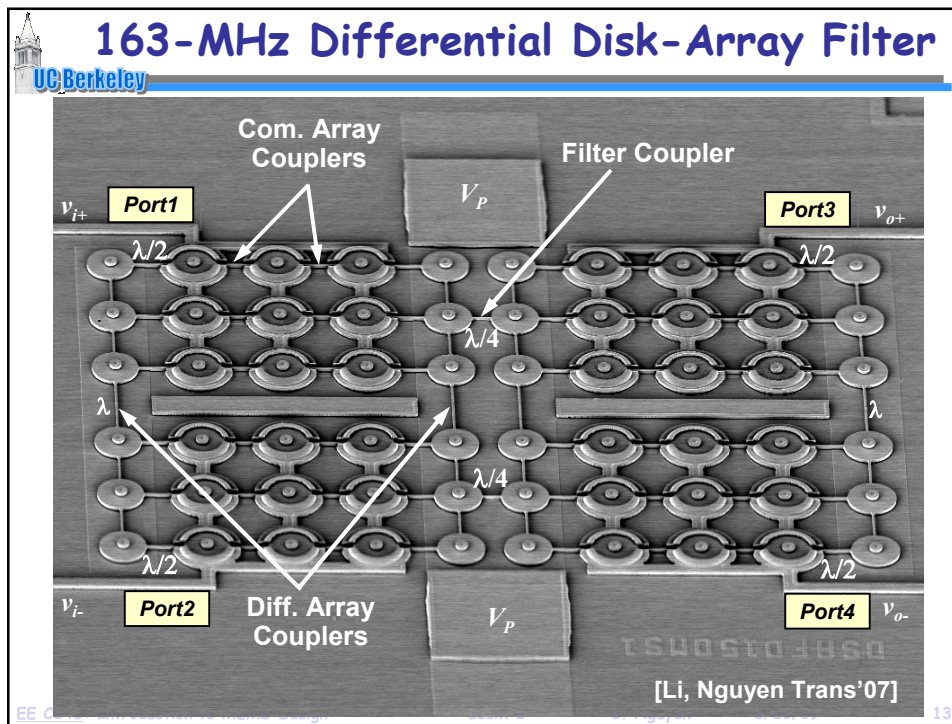 163-MHz Differential Disk-Array Filter
UC Berkeley
Com. Array
Couplers
Filter Coupler
V_P
Port1
Port3
v_i+
v_o+
λ/2
λ/2
λ/4
λ
λ
λ/4
λ/2
λ/2
v_i-
Port2
Diff. Array
Couplers
V_P
Port4
v_o-
[Li, Nguyen Trans'07]
13